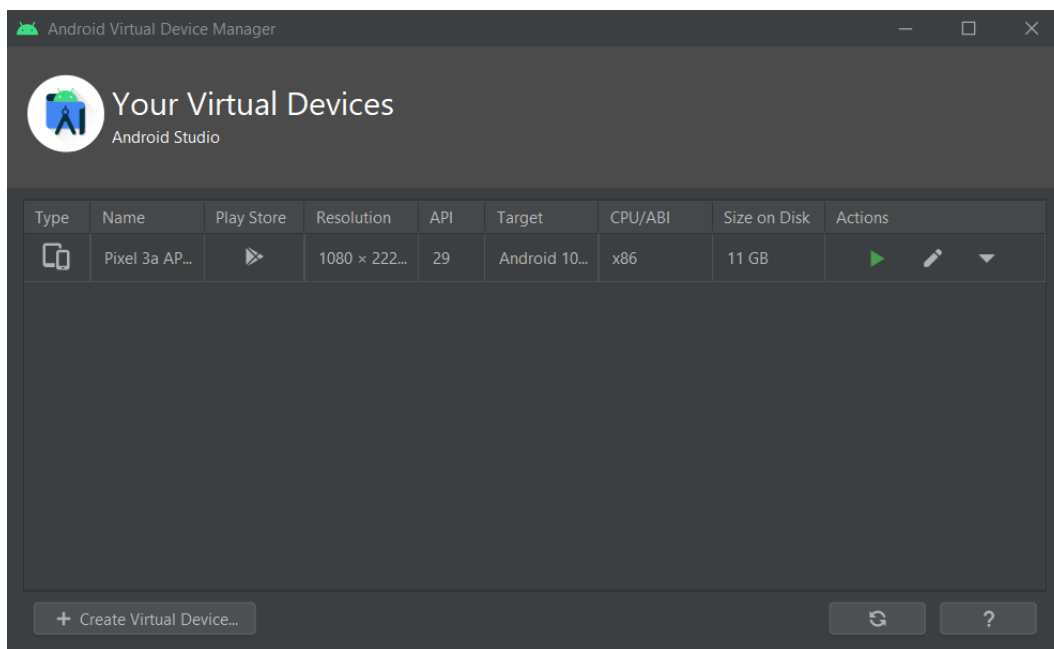 Android Virtual Device Manager
Your Virtual Devices
Android Studio
Type Name Play Store Resolution API Target CPU/ABI Size on Disk Actions
Pixel 3a AP... 1080 × 222... 29 Android 10... x86 11 GB
+ Create Virtual Device... ?